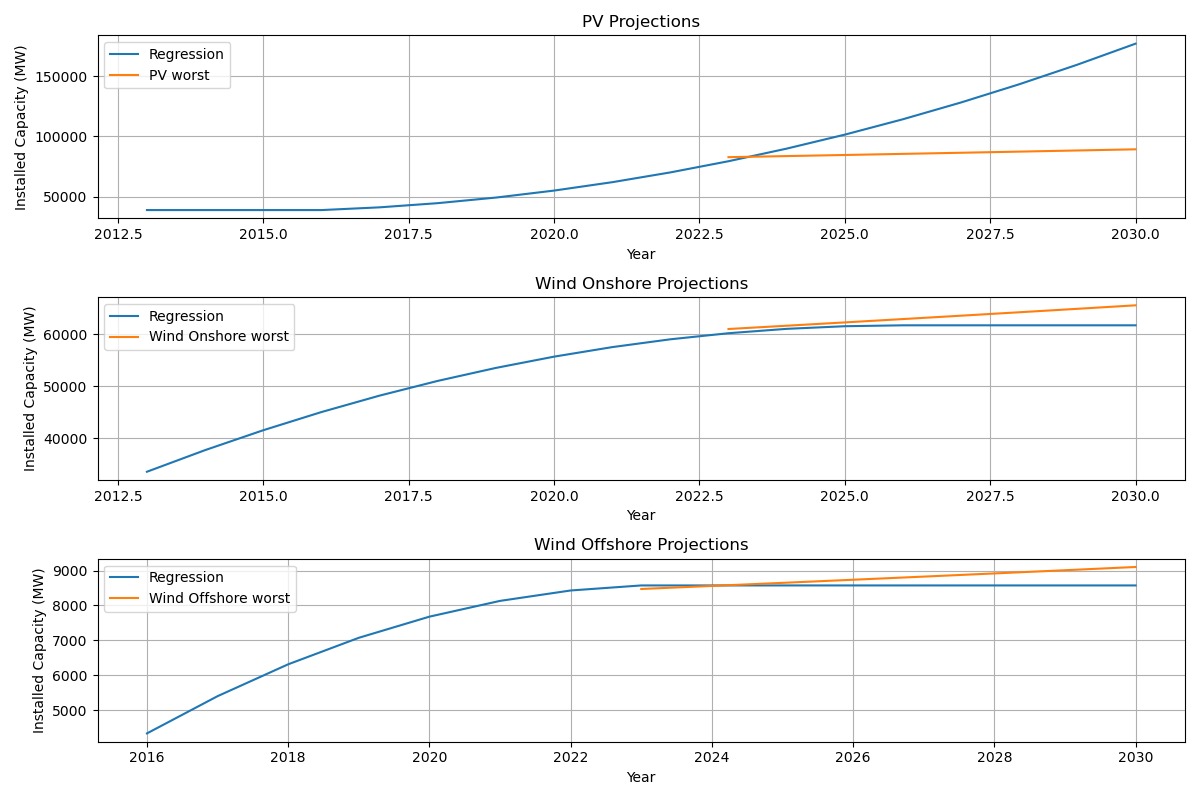 PV Projections
Installed Capacity (MW)
Regression
PV worst
150000
100000
50000
2012.5 2015.0 2017.5 2020.0 2022.5 2025.0 2027.5 2030.0
Year
Wind Onshore Projections
Installed Capacity (MW)
Regression
Wind Onshore worst
60000
50000
40000
2012.5 2015.0 2017.5 2020.0 2022.5 2025.0 2027.5 2030.0
Year
Wind Offshore Projections
Installed Capacity (MW)
Regression
Wind Offshore worst
9000
8000
7000
6000
5000
2016 2018 2020 2022 2024 2026 2028 2030
Year